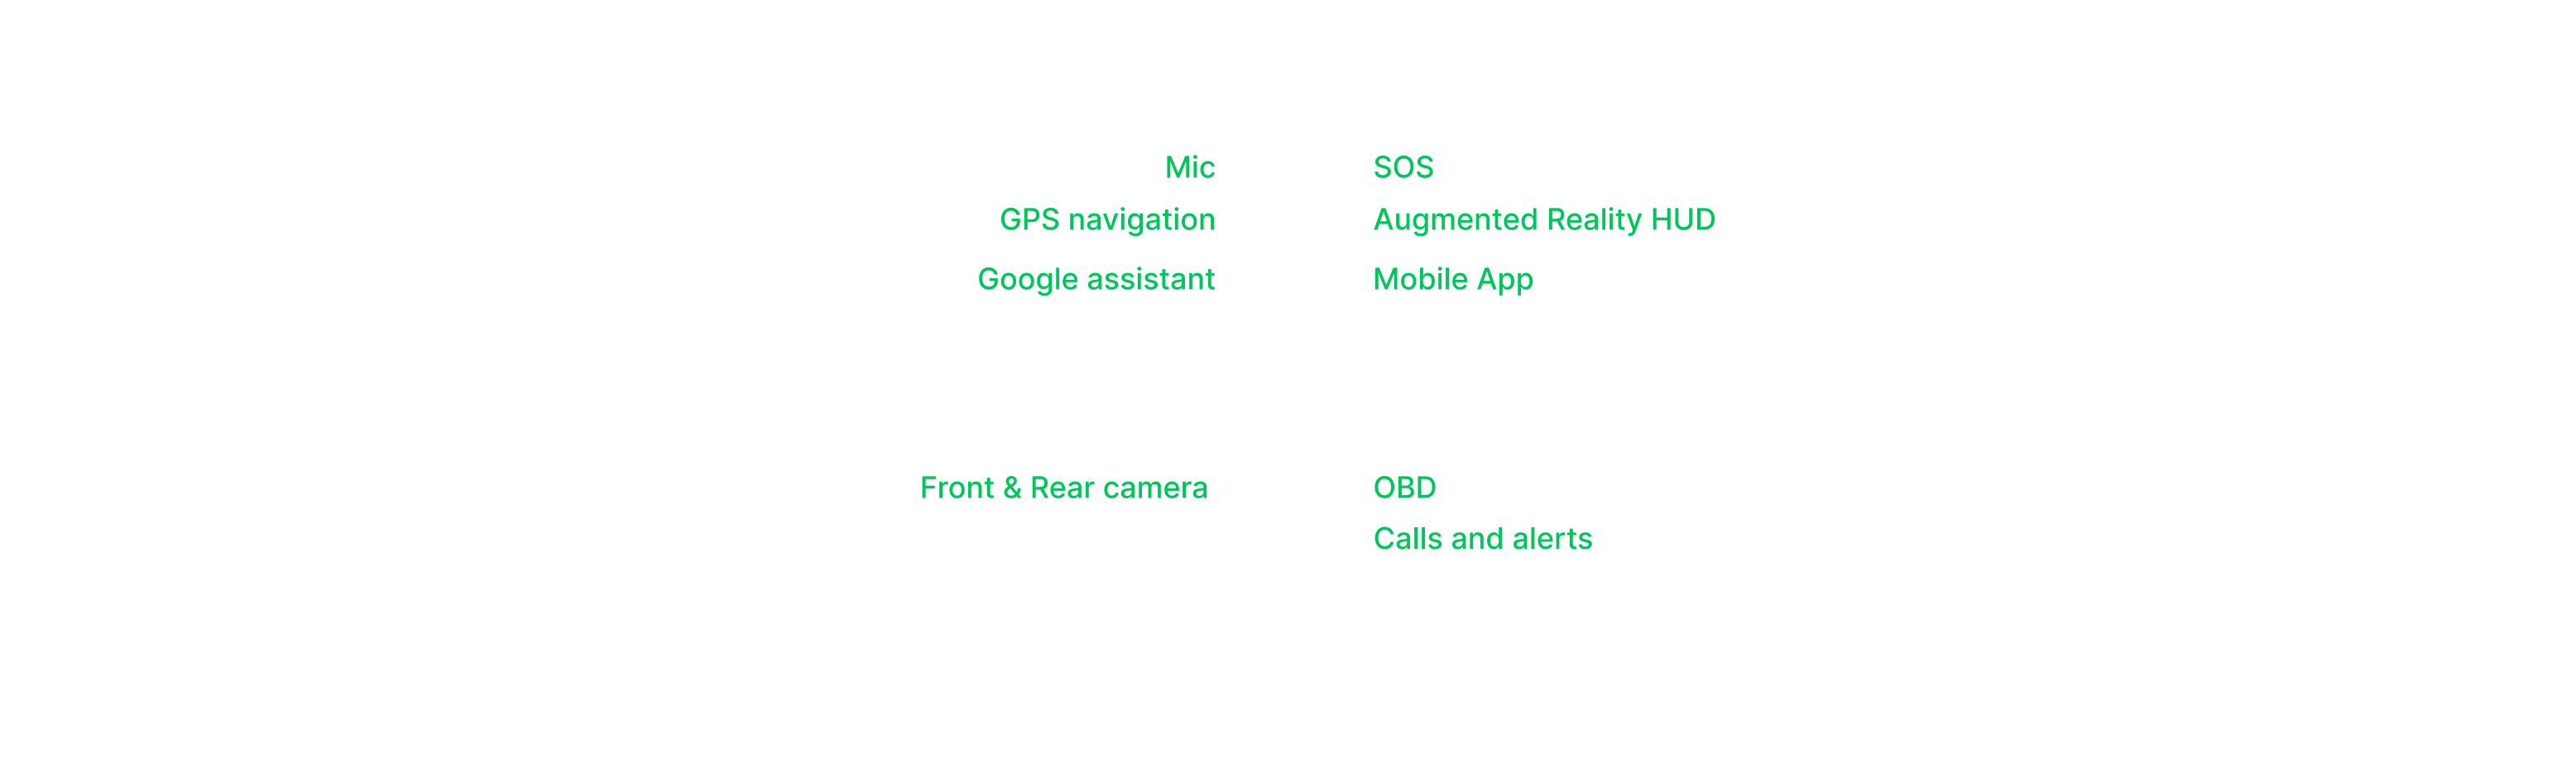 Mic
SOS
GPS navigation
Augmented Reality HUD
Google assistant
Mobile App
Front & Rear camera
OBD
Calls and alerts